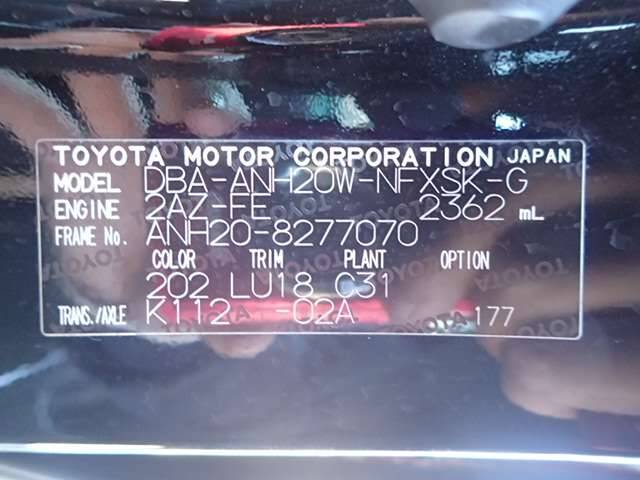 TOYOTA MOTOR CORPORATION JAPAN
MODEL DBA-ANH20W-NFXSK-G
ENGINE 2AZ-FE 2362 mL
FRAME No. ANH20-8277070
COLOR TRIM PLANT OPTION
202 LU18 C31
TRANS./AXLE K112 -02A 177